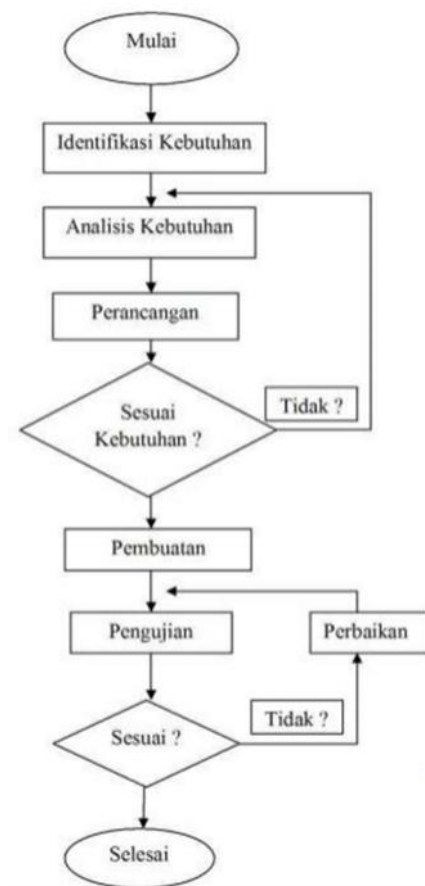 Mulai
Identifikasi Kebutuhan
Analisis Kebutuhan
Perancangan
Sesuai
Kebutuhan ?
Tidak ?
Pembuatan
Pengujian
Perbaikan
Sesuai ?
Tidak ?
Selesai